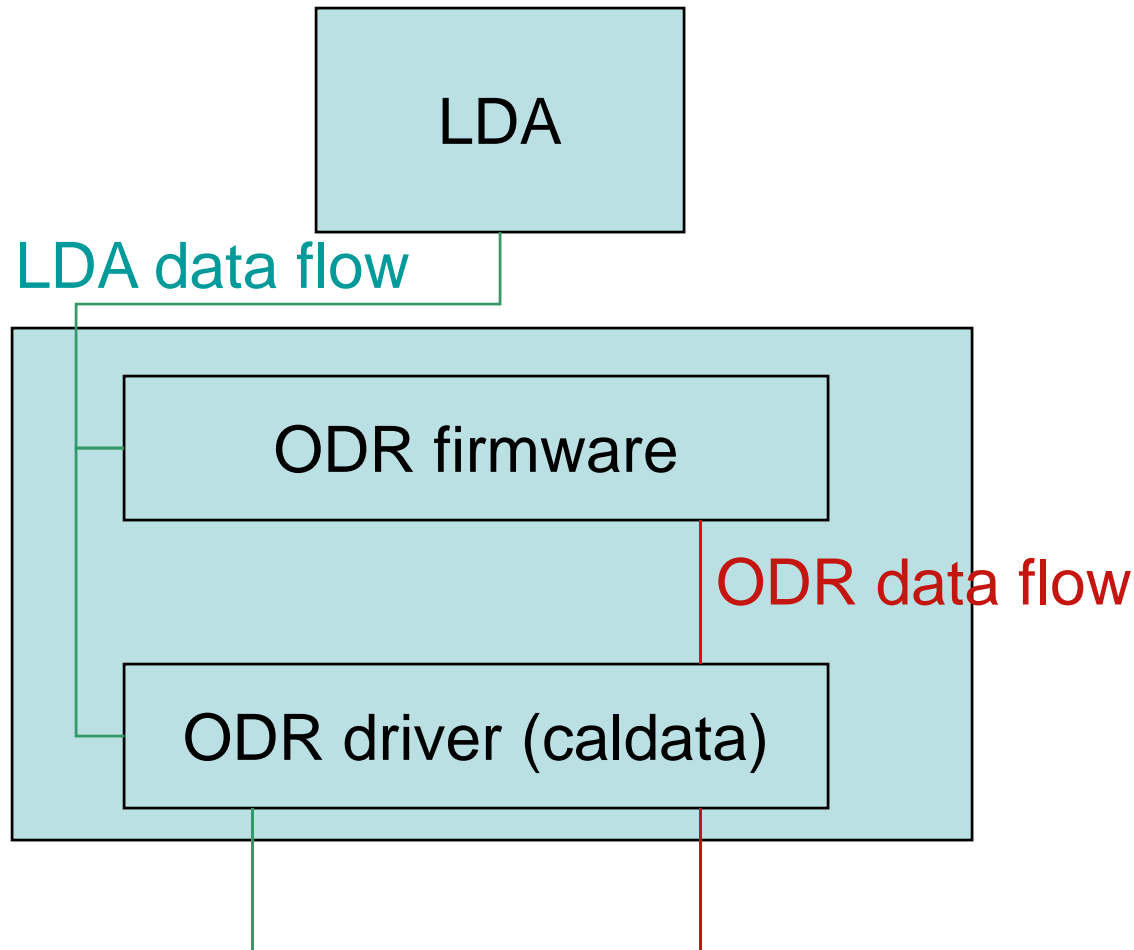 LDA
LDA data flow
ODR firmware
ODR data flow
ODR driver (caldata)